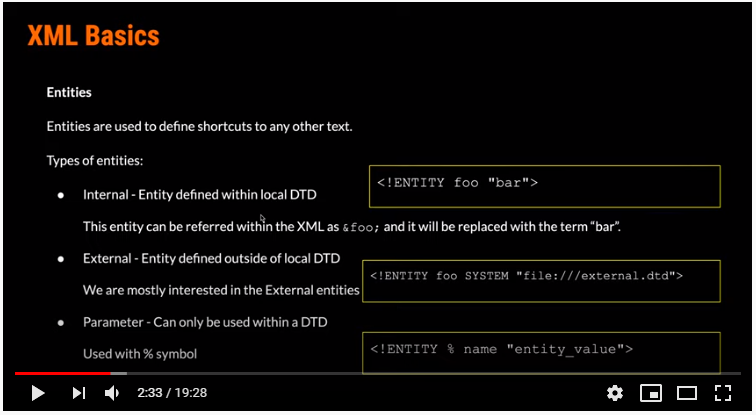 XML Basics
Entities
Entities are used to define shortcuts to any other text.
Types of entities:
● Internal - Entity defined within local DTD
<!ENTITY foo "bar">
This entity can be referred within the XML as &foo; and it will be replaced with the term “bar”.
● External - Entity defined outside of local DTD
<!ENTITY foo SYSTEM "file:///external.dtd">
We are mostly interested in the External entities
● Parameter - Can only be used within a DTD
<!ENTITY % name "entity_value">
Used with % symbol
2:33 / 19:28